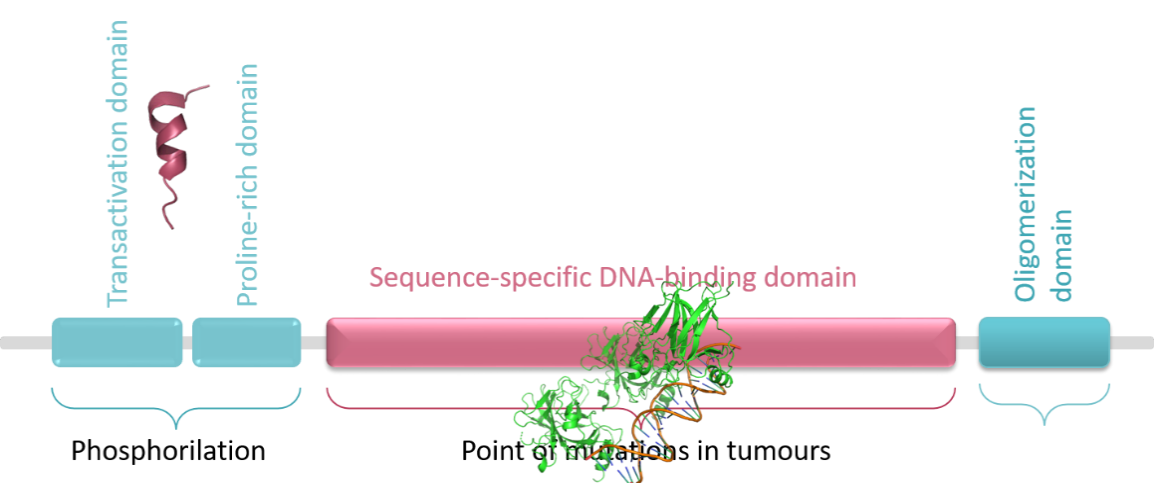 Transactivation domain
Proline-rich domain
Sequence-specific DNA-binding domain
Oligomerization
domain
Phosphorilation
Point of mutations in tumours